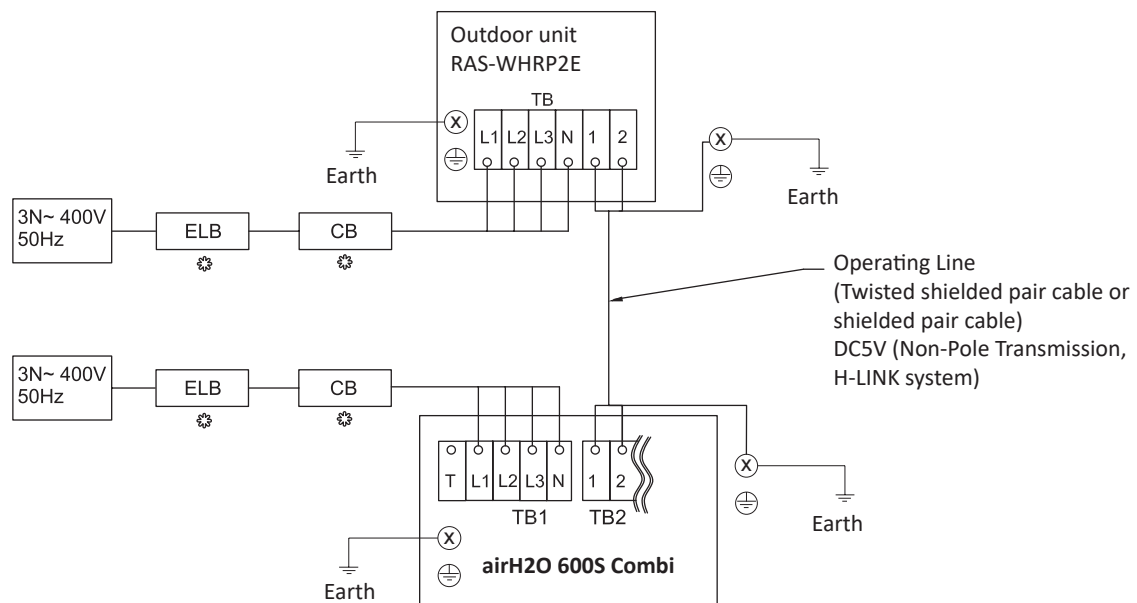 Outdoor unit
RAS-WHRP2E
TB
L1 L2 L3 N 1 2
X
X
Earth
Earth
3N~ 400V
50Hz
ELB
CB
Operating Line
(Twisted shielded pair cable or
shielded pair cable)
DC5V (Non-Pole Transmission,
H-LINK system)
3N~ 400V
50Hz
ELB
CB
T L1 L2 L3 N
1 2
TB1
TB2
X
Earth
X
Earth
airH2O 600S Combi